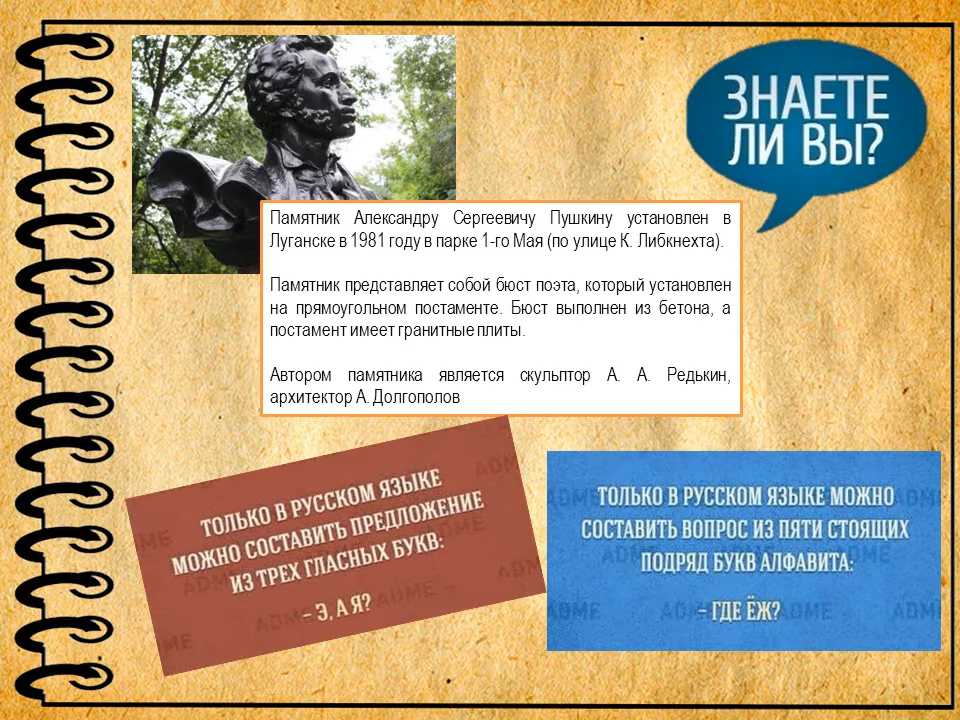 ЗНАЕТЕ
ЛИ ВЫ?
Памятник Александру Сергеевичу Пушкину установлен в
Луганске в 1981 году в парке 1-го Мая (по улице К. Либкнехта).
Памятник представляет собой бюст поэта, который установлен
на прямоугольном постаменте. Бюст выполнен из бетона, а
постамент имеет гранитные плиты.
Автором памятника является скульптор А. А. Редькин,
архитектор А. Долгополов
ТОЛЬКО В РУССКОМ ЯЗЫКЕ
МОЖНО СОСТАВИТЬ ПРЕДЛОЖЕНИЕ
ИЗ ТРЕХ ГЛАСНЫХ БУКВ:
– Э, А Я?
ТОЛЬКО В РУССКОМ ЯЗЫКЕ МОЖНО
СОСТАВИТЬ ВОПРОС ИЗ ПЯТИ СТОЯЩИХ
ПОДРЯД БУКВ АЛФАВИТА:
– ГДЕ ЁЖ?